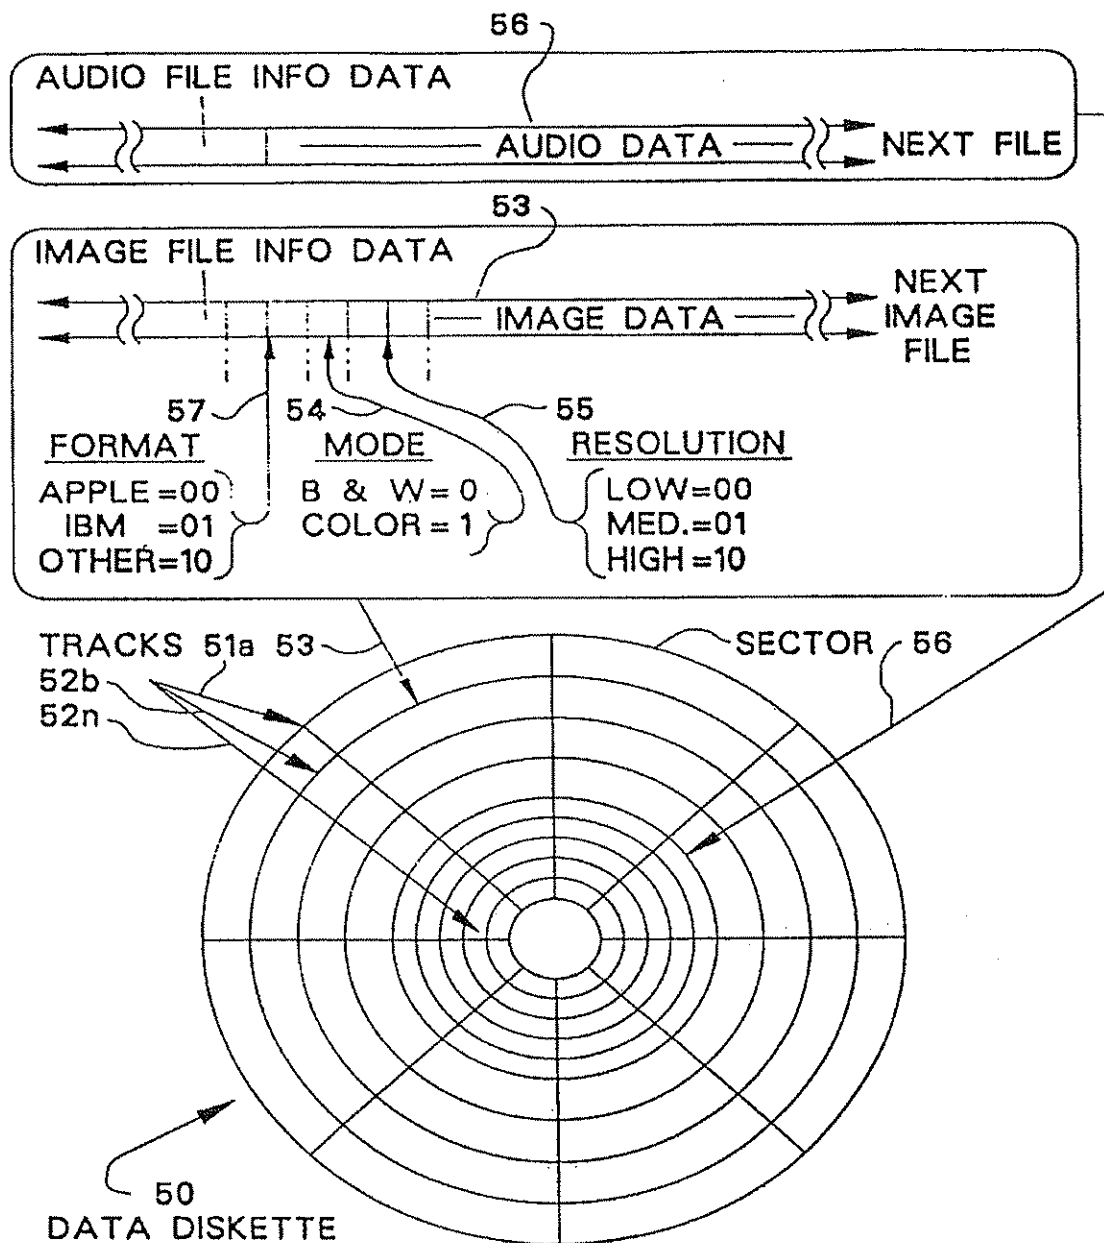 56
AUDIO FILE INFO DATA
AUDIO DATA
NEXT FILE
53
IMAGE FILE INFO DATA
IMAGE DATA
NEXT
IMAGE
FILE
57
54
55
FORMAT
APPLE=00
IBM =01
OTHER=10
MODE
B & W=0
COLOR=1
RESOLUTION
LOW=00
MED.=01
HIGH=10
TRACKS 51a 53
52b
52n
SECTOR 56
50
DATA DISKETTE